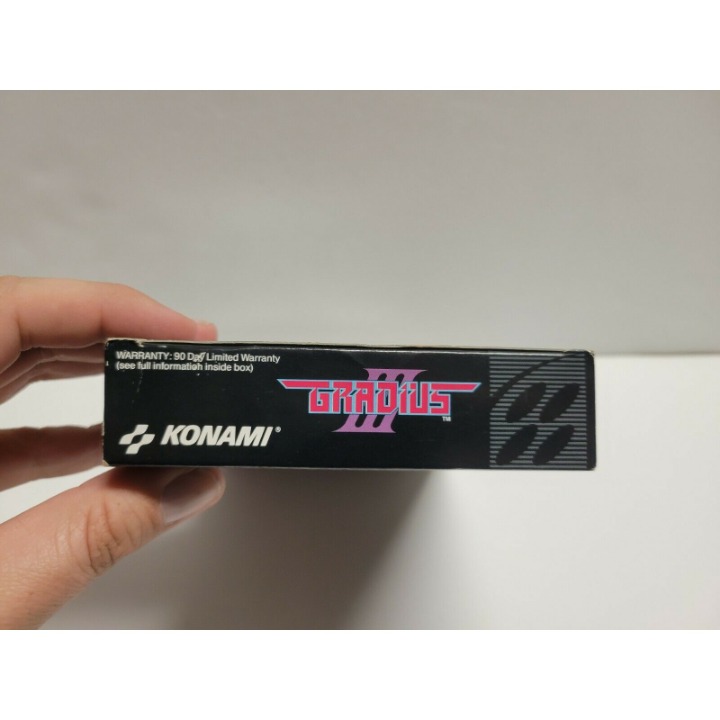 WARRANTY: 90 Day Limited Warranty
(see full information inside box)
GRADIUS III ™
KONAMI®